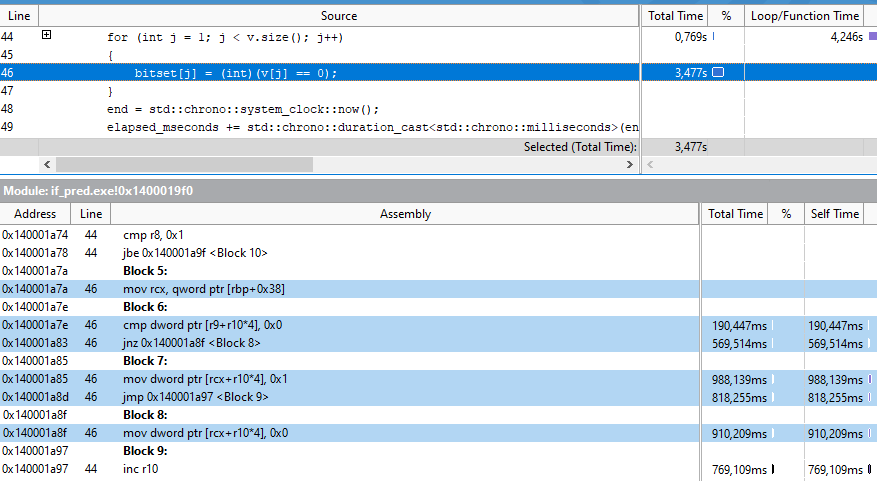 Line Source Total Time % Loop/Function Time
44 for (int j = 1; j < v.size(); j++) 0,769s 4,246s
45 {
46 bitset[j] = (int)(v[j] == 0); 3,477s
47 }
48 end = std::chrono::system_clock::now();
49 elapsed_mseconds += std::chrono::duration_cast<std::chrono::milliseconds>(en
Selected (Total Time): 3,477s
Module: if_pred.exe!0x1400019f0
Address Line Assembly Total Time % Self Time
0x140001a74 44 cmp r8, 0x1
0x140001a78 44 jbe 0x140001a9f <Block 10>
0x140001a7a Block 5:
0x140001a7a 46 mov rcx, qword ptr [rbp+0x38]
0x140001a7e Block 6:
0x140001a7e 46 cmp dword ptr [r9+r10*4], 0x0 190,447ms 190,447ms
0x140001a83 46 jnz 0x140001a8f <Block 8> 569,514ms 569,514ms
0x140001a85 Block 7:
0x140001a85 46 mov dword ptr [rcx+r10*4], 0x1 988,139ms 988,139ms
0x140001a8d 46 jmp 0x140001a97 <Block 9> 818,255ms 818,255ms
0x140001a8f Block 8:
0x140001a8f 46 mov dword ptr [rcx+r10*4], 0x0 910,209ms 910,209ms
0x140001a97 Block 9:
0x140001a97 44 inc r10 769,109ms 769,109ms